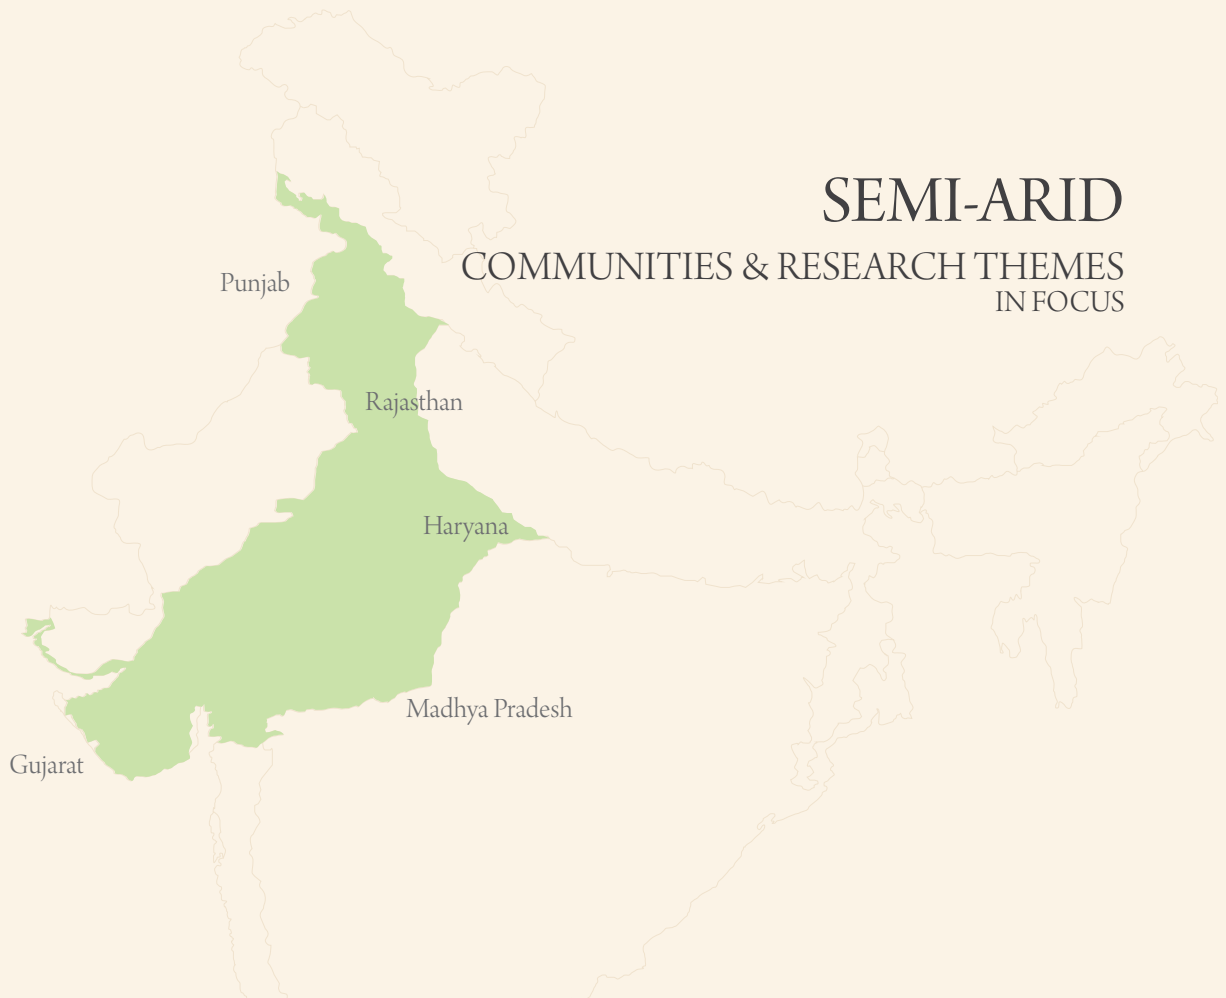 SEMI-ARID
COMMUNITIES & RESEARCH THEMES
IN FOCUS
Punjab
Rajasthan
Haryana
Madhya Pradesh
Gujarat